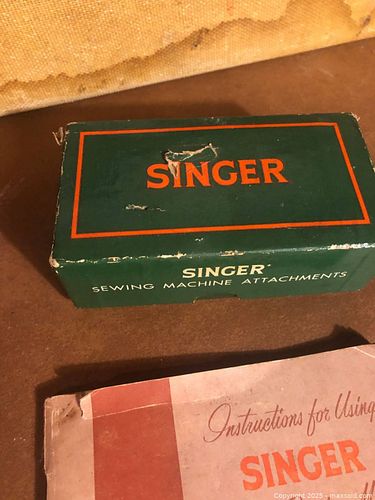 SINGER
SINGER
SEWING MACHINE ATTACHMENTS
Instructions for Using
SINGER
Copyright © 2025 - maxsold.com